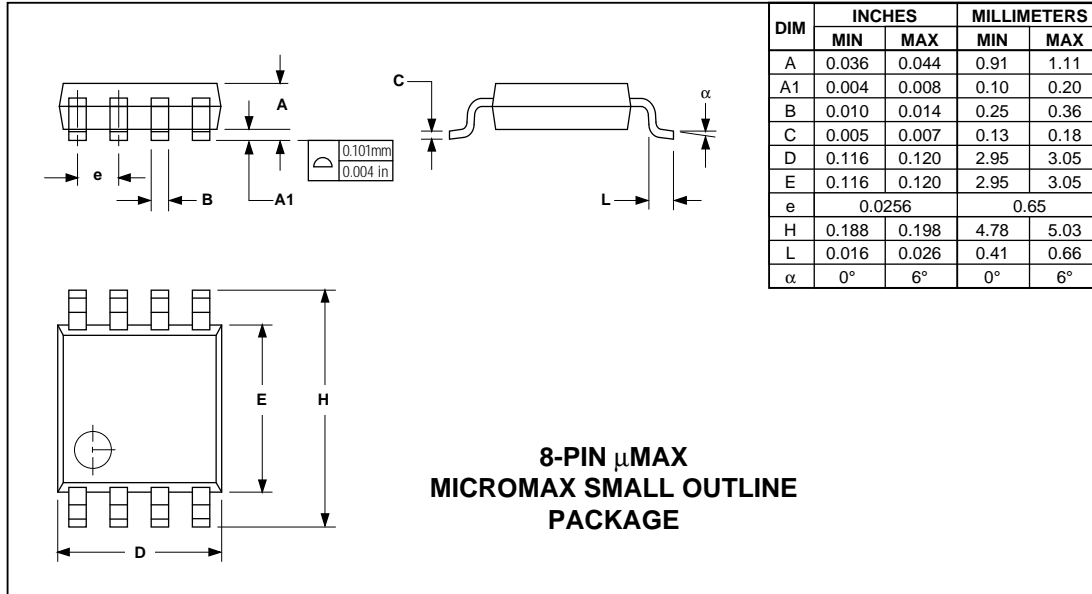 DIM INCHES MILLIMETERS
MIN MAX MIN MAX
A 0.036 0.044 0.91 1.11
A1 0.004 0.008 0.10 0.20
B 0.010 0.014 0.25 0.36
C 0.005 0.007 0.13 0.18
D 0.116 0.120 2.95 3.05
E 0.116 0.120 2.95 3.05
e 0.0256 0.65
H 0.188 0.198 4.78 5.03
L 0.016 0.026 0.41 0.66
α 0° 6° 0° 6°
A
e
B
A1
0.101mm
0.004 in
C
α
L
E
H
D
8-PIN µMAX
MICROMAX SMALL OUTLINE
PACKAGE